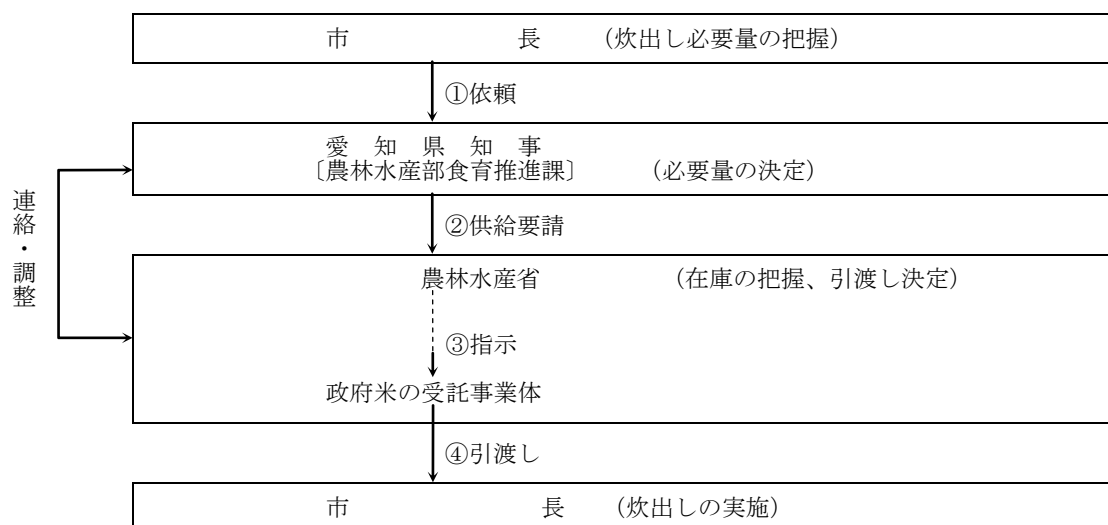 市　　　　　　　長　　（炊出し必要量の把握）
①依頼
愛　知　県　知　事
〔農林水産部食育推進課〕　　　（必要量の決定）
②供給要請
連絡・調整
農林水産省　　　　　　（在庫の把握、引渡し決定）
③指示
政府米の受託事業体
④引渡し
市　　　　　　　　長　　（炊出しの実施）